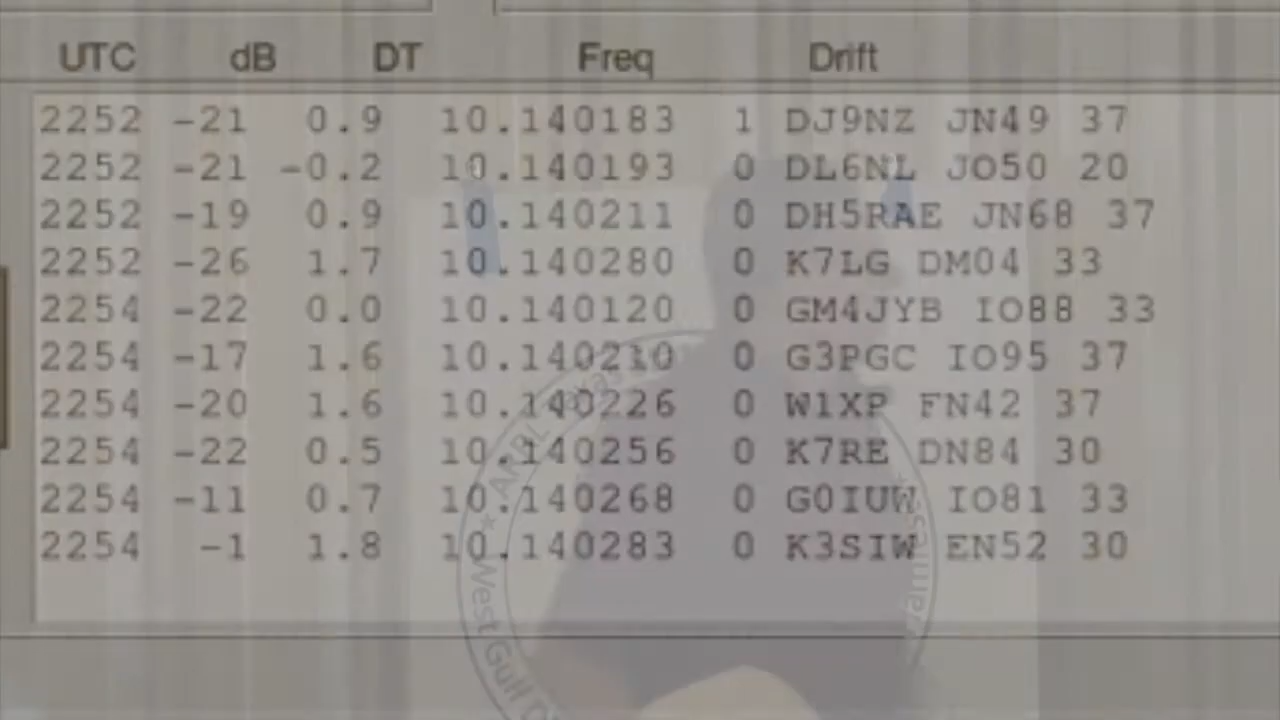 UTC dB DT Freq Drift
2252 -21 0.9 10.140183 1 DJ9NZ JN49 37
2252 -21 -0.2 10.140193 0 DL6NL JO50 20
2252 -19 0.9 10.140211 0 DH5RAE JN68 37
2252 -26 1.7 10.140280 0 K7LG DM04 33
2254 -22 0.0 10.140120 0 GM4JYB IO88 33
2254 -17 1.6 10.140210 0 G3PGC IO95 37
2254 -20 1.6 10.140226 0 W1XP FN42 37
2254 -22 0.5 10.140256 0 K7RE DN84 30
2254 -11 0.7 10.140268 0 G0IUW IO81 33
2254 -1 1.8 10.140283 0 K3SIW EN52 30
ARRL
West Gulf